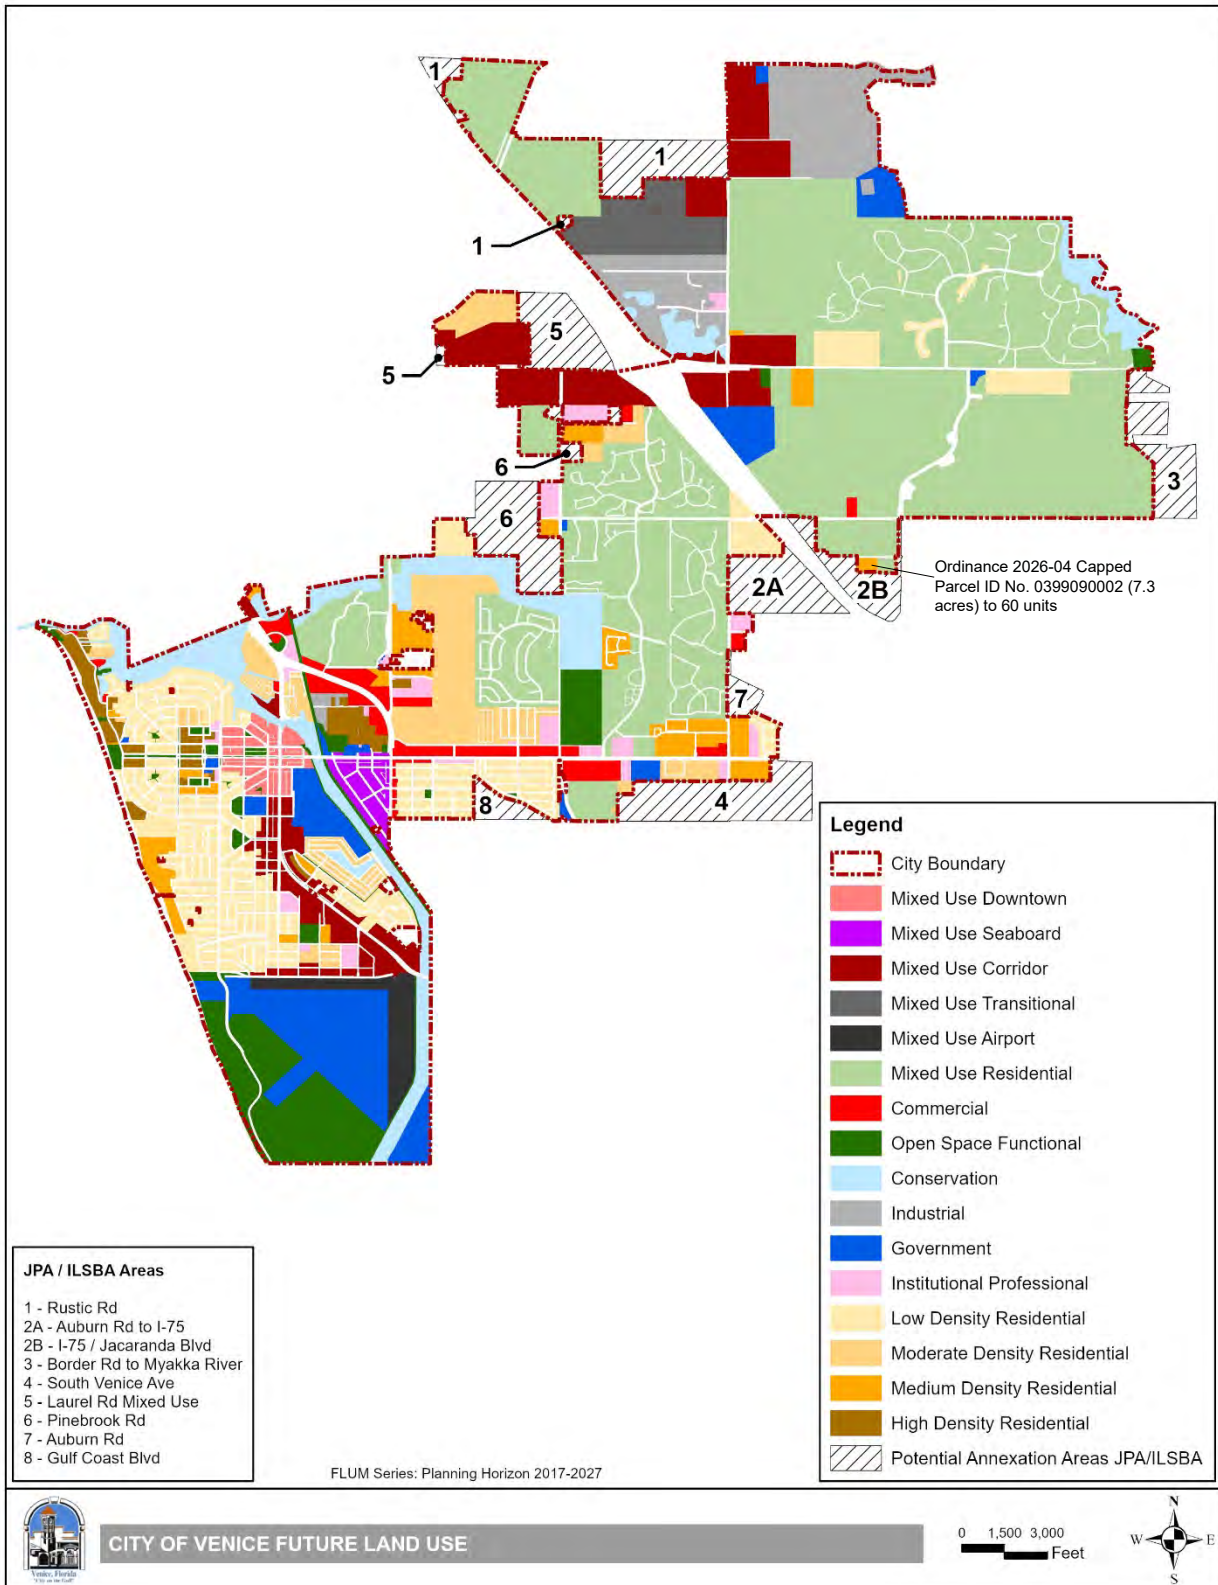 1
1
1
5
5
6
6
3
2A
2B
Ordinance 2026-04 Capped
Parcel ID No. 0399090002 (7.3
acres) to 60 units
7
8
4
Legend
City Boundary
Mixed Use Downtown
Mixed Use Seaboard
Mixed Use Corridor
Mixed Use Transitional
Mixed Use Airport
Mixed Use Residential
Commercial
Open Space Functional
Conservation
Industrial
Government
Institutional Professional
Low Density Residential
Moderate Density Residential
Medium Density Residential
High Density Residential
Potential Annexation Areas JPA/ILSBA
JPA / ILSBA Areas
1 - Rustic Rd
2A - Auburn Rd to I-75
2B - I-75 / Jacaranda Blvd
3 - Border Rd to Myakka River
4 - South Venice Ave
5 - Laurel Rd Mixed Use
6 - Pinebrook Rd
7 - Auburn Rd
8 - Gulf Coast Blvd
FLUM Series: Planning Horizon 2017-2027
Venice, Florida
"City on the Gulf"
CITY OF VENICE FUTURE LAND USE
0 1,500 3,000
Feet
N
W E
S